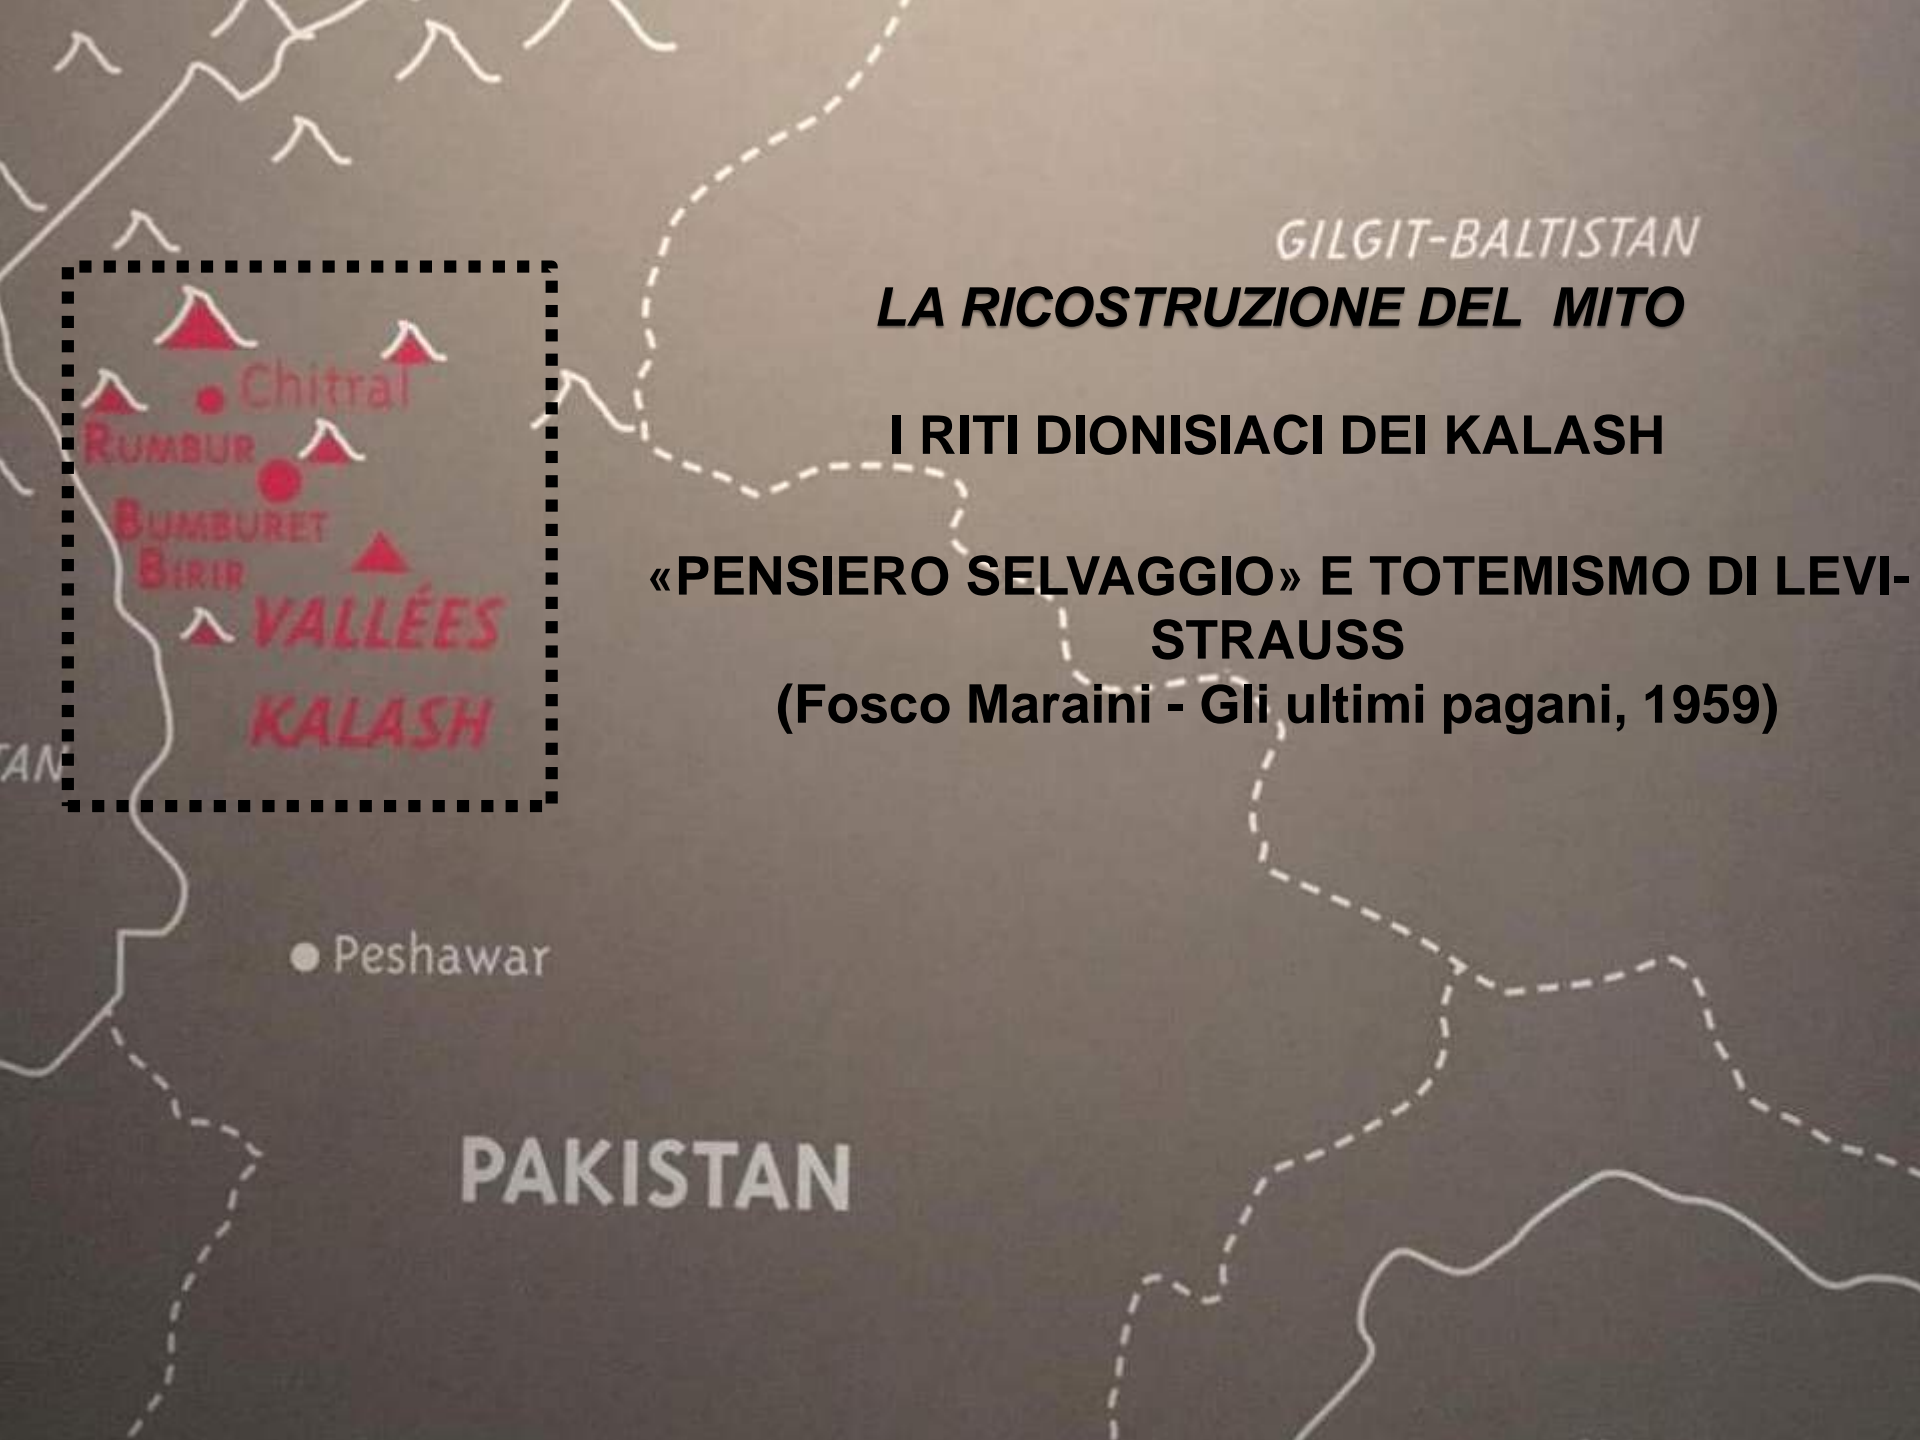 GILGIT-BALTISTAN
LA RICOSTRUZIONE DEL MITO
I RITI DIONISIACI DEI KALASH
«PENSIERO SELVAGGIO» E TOTEMISMO DI LEVI-
STRAUSS
(Fosco Maraini - Gli ultimi pagani, 1959)
Chitral
RUMBUR
BUMBURET
BIRIR
VALLÉES
KALASH
TAN
Peshawar
PAKISTAN